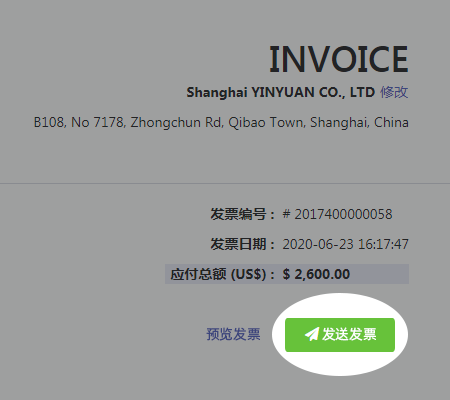 INVOICE
Shanghai YINYUAN CO., LTD 修改
B108, No 7178, Zhongchun Rd, Qibao Town, Shanghai, China
发票编号： # 2017400000058
发票日期： 2020-06-23 16:17:47
应付总额 (US$)： $ 2,600.00
预览发票 发送发票